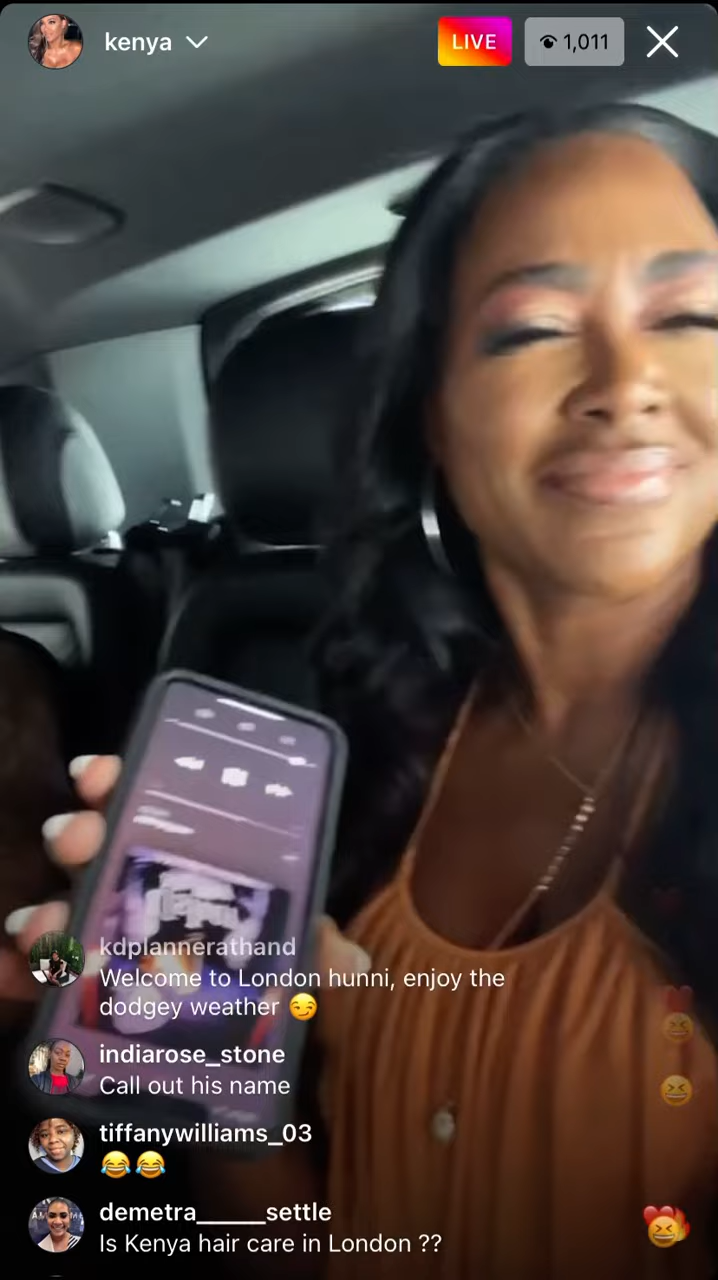 kenya
LIVE
1,011
kdplannerathand
Welcome to London hunni, enjoy the
dodgey weather 😏
indiarose_stone
Call out his name
tiffanywilliams_03
😂😂
demetra_____settle
Is Kenya hair care in London ??